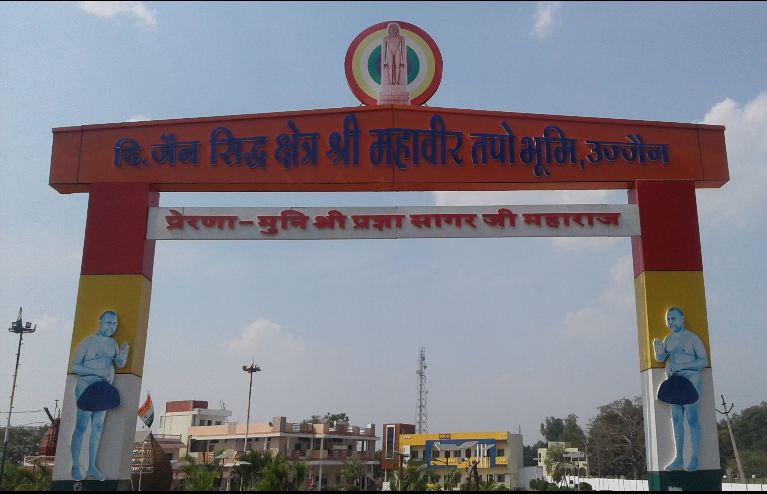 दि. जैन सिद्ध क्षेत्र श्री महावीर तपोभूमि, उज्जैन
प्रेरणा - मुनि श्री प्रज्ञा सागर जी महाराज